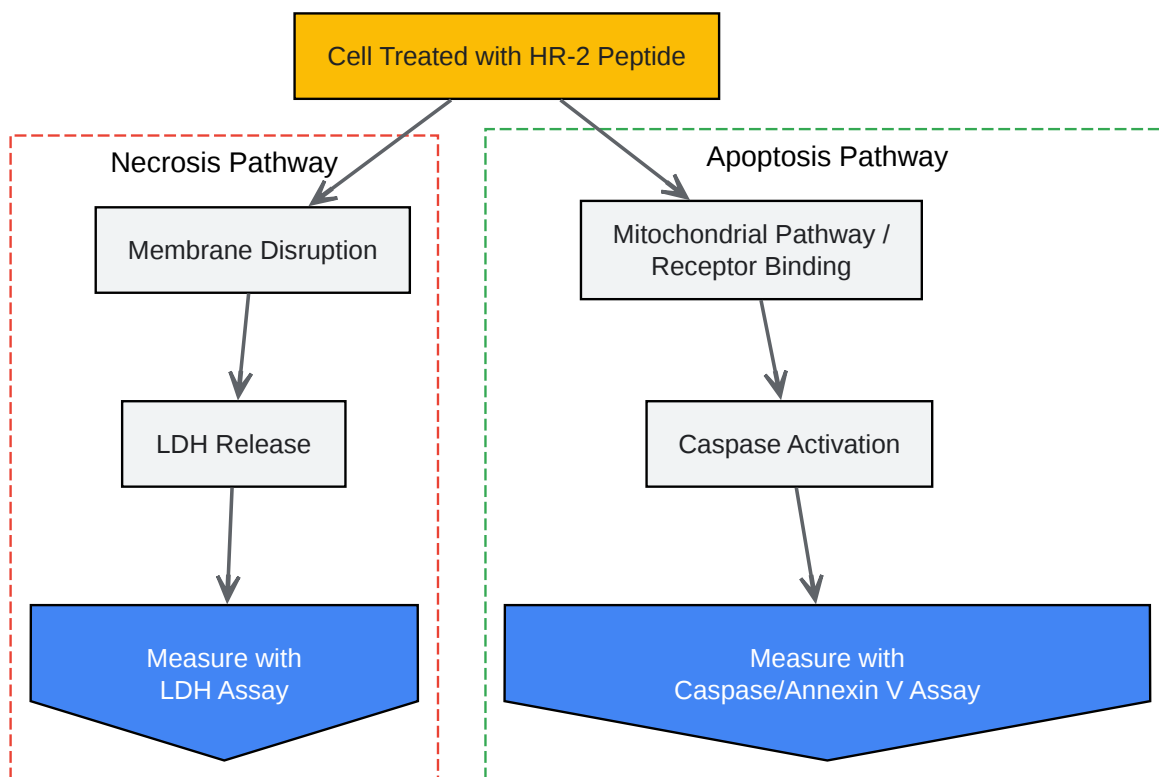 Cell Treated with HR-2 Peptide
Necrosis Pathway
Membrane Disruption
LDH Release
Measure with
LDH Assay
Apoptosis Pathway
Mitochondrial Pathway /
Receptor Binding
Caspase Activation
Measure with
Caspase/Annexin V Assay